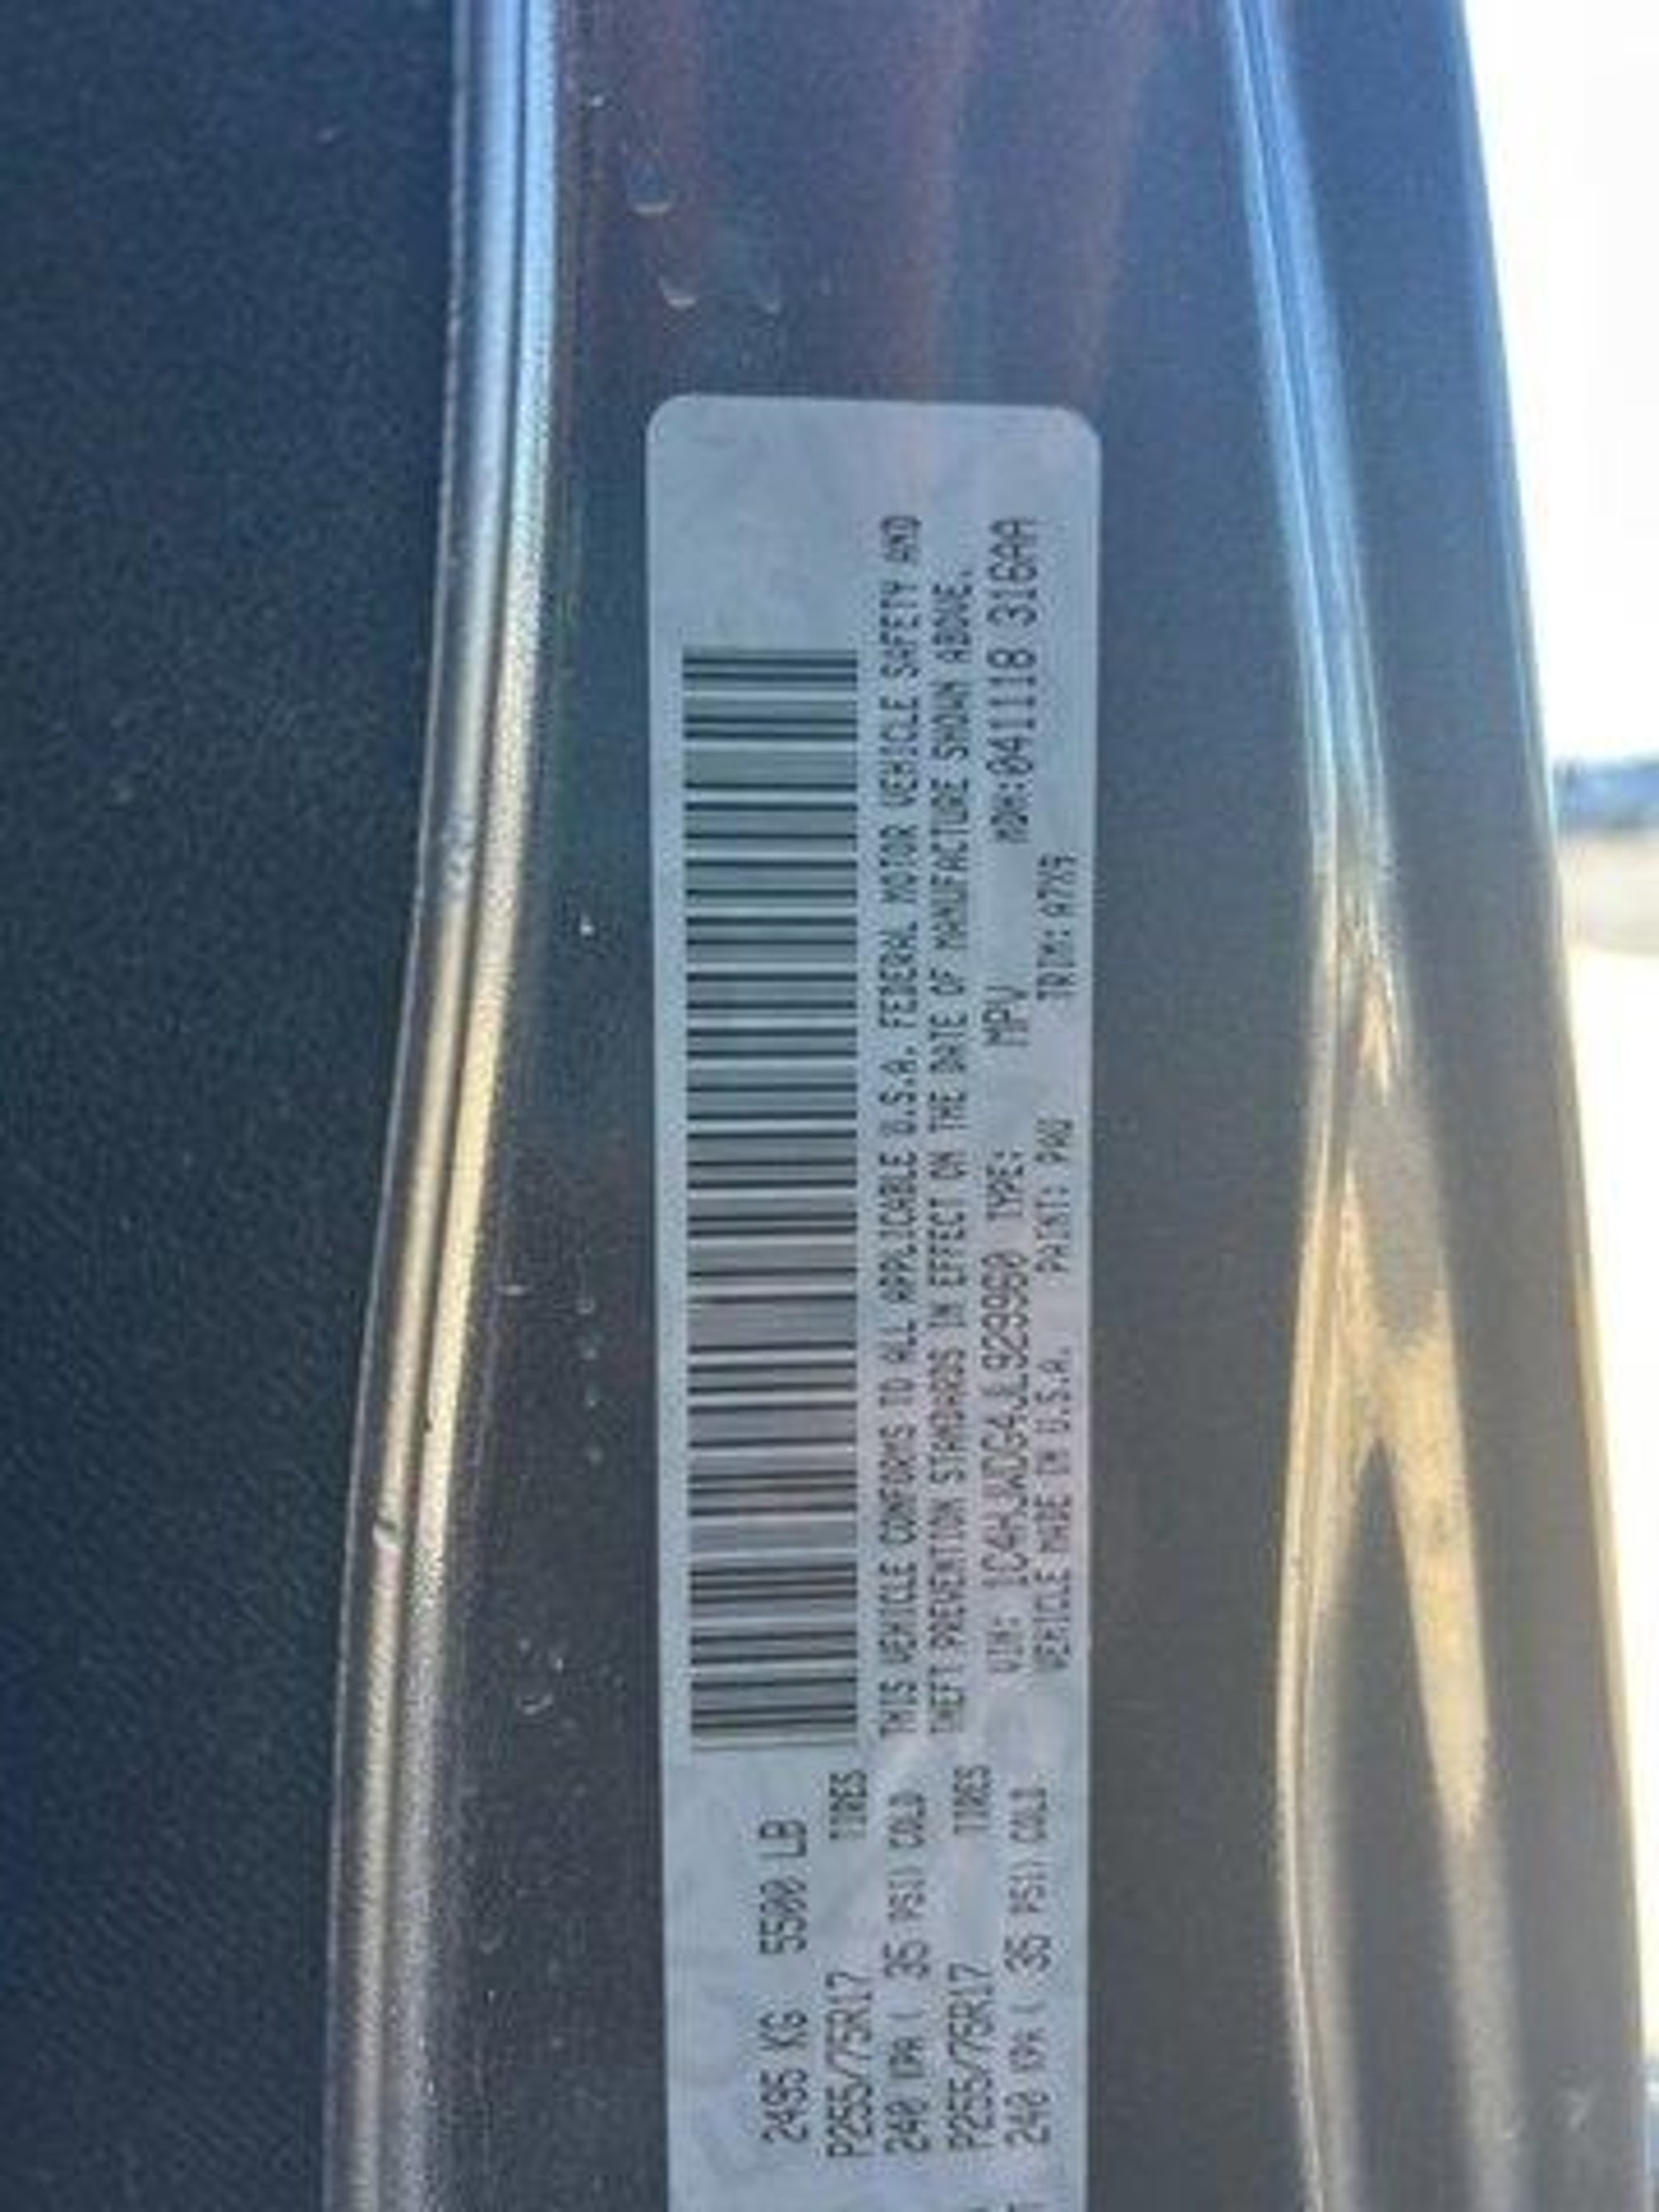 2495 KG 5500 LB
P255/75R17 TIRES
240 KPA ( 35 PSI) COLD
P255/75R17 TIRES
240 KPA ( 35 PSI) COLD
THIS VEHICLE CONFORMS TO ALL APPLICABLE U.S.A. FEDERAL MOTOR VEHICLE SAFETY AND
THEFT PREVENTION STANDARDS IN EFFECT ON THE DATE OF MANUFACTURE SHOWN ABOVE.
VIN: 1C4HJWDG4JL929960 TYPE: MPV MDH:041118 316AA
VEHICLE MADE IN U.S.A. PAINT: PAU TRIM: A7X9